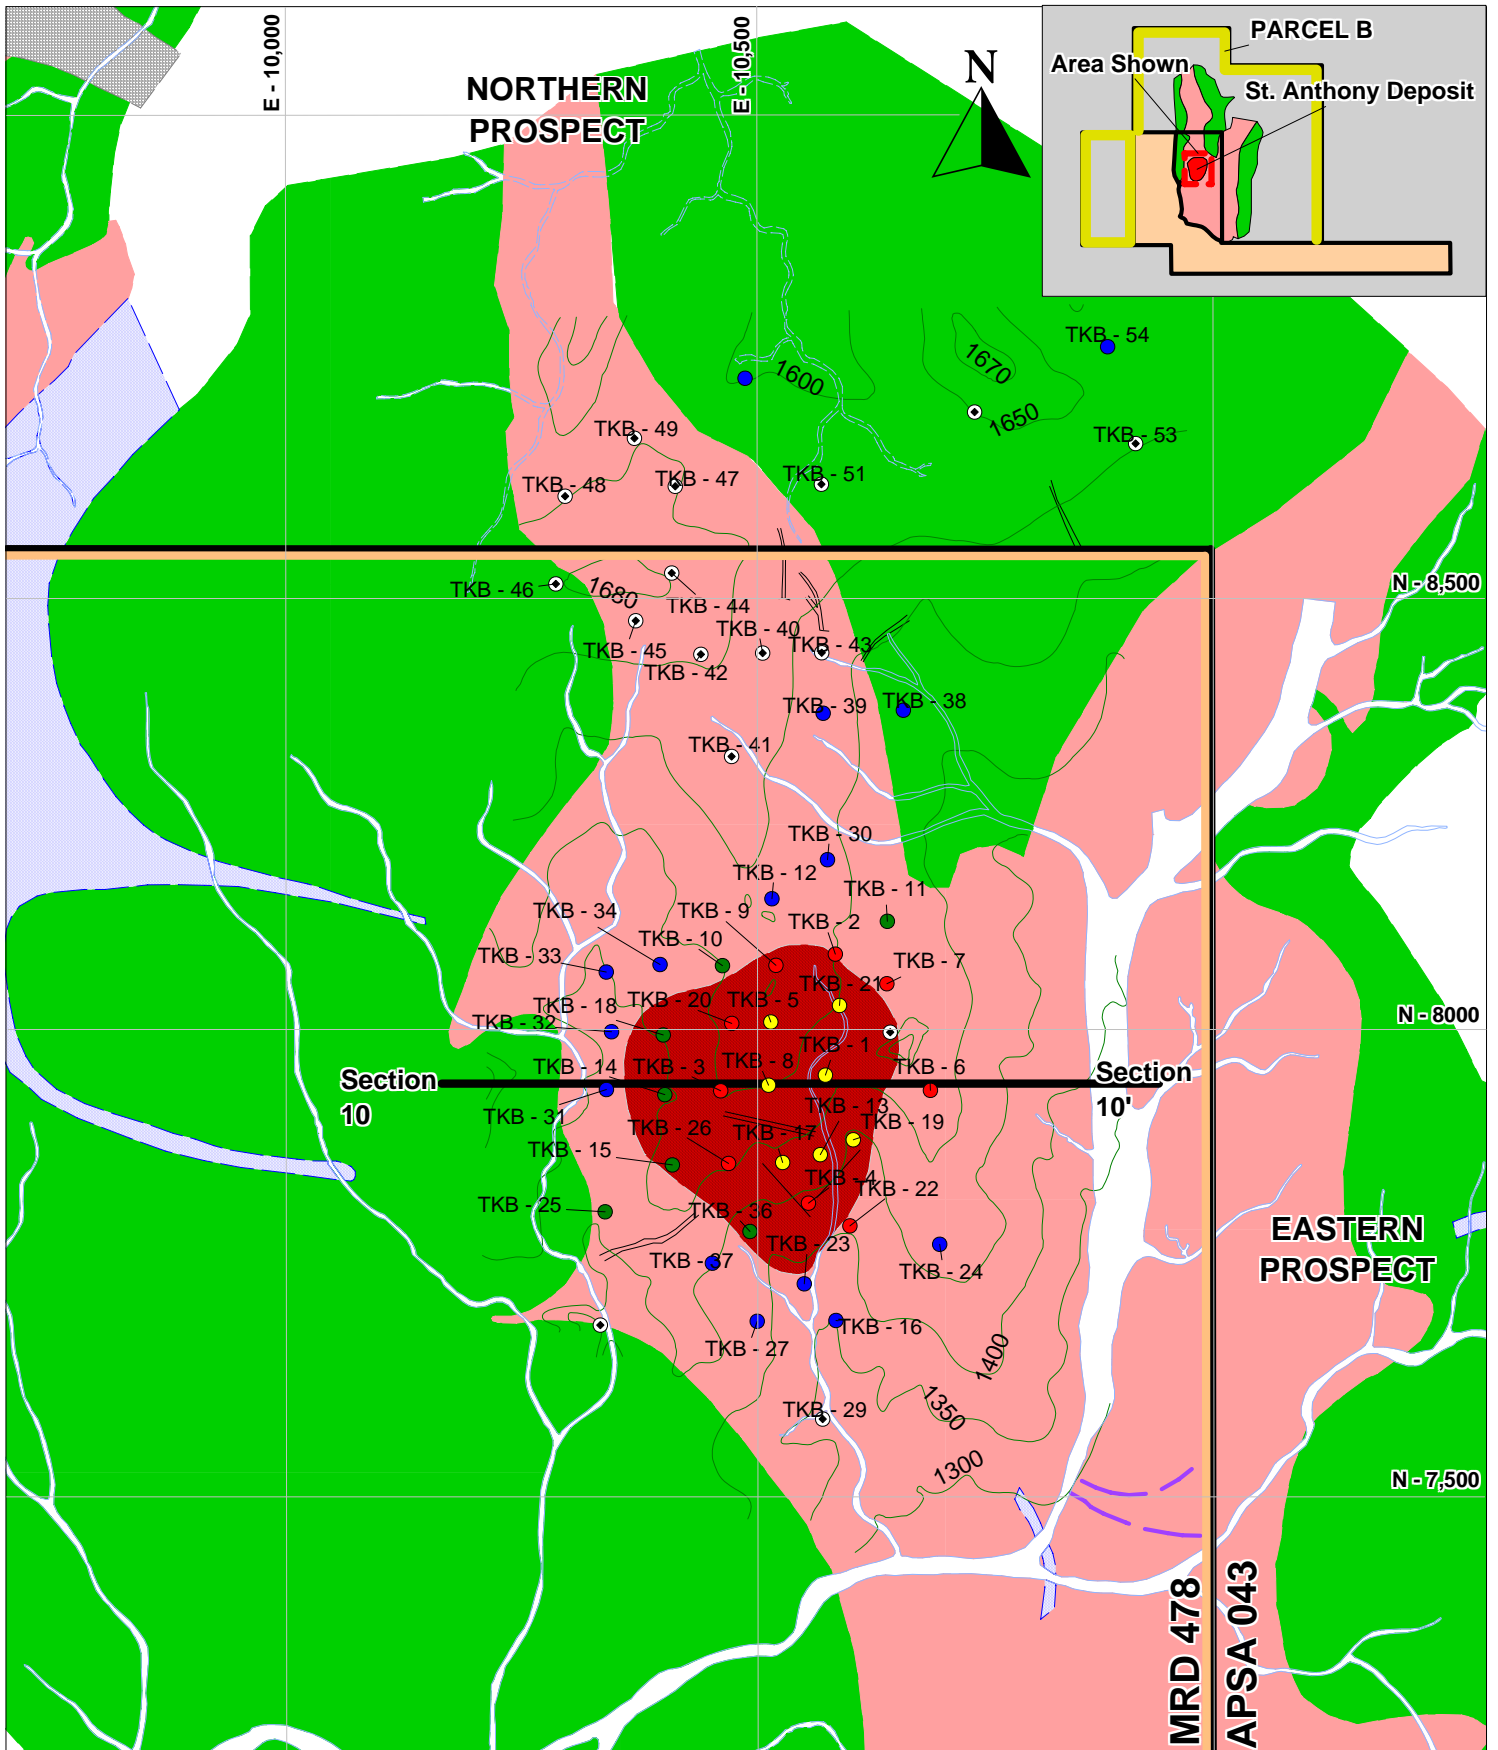 E - 10,000
E - 10,500
N
PARCEL B
Area Shown
St. Anthony Deposit
NORTHERN
PROSPECT
TKB - 54
1600
1670
1650
TKB - 49
TKB - 53
TKB - 48
TKB - 47
TKB - 51
TKB - 46
1680
TKB - 44
N - 8,500
TKB - 40
TKB - 43
TKB - 45
TKB - 42
TKB - 39
TKB - 38
TKB - 41
TKB - 30
TKB - 12
TKB - 11
TKB - 34
TKB - 9
TKB - 2
TKB - 10
TKB - 33
TKB - 7
TKB - 21
TKB - 18
TKB - 20
TKB - 5
TKB - 32
N - 8000
TKB - 1
TKB - 14
TKB - 3
TKB - 8
TKB - 6
Section
10
Section
10'
TKB - 31
TKB - 13
TKB - 19
TKB - 26
TKB - 17
TKB - 15
TKB - 4
TKB - 22
TKB - 25
TKB - 36
TKB - 23
TKB - 37
TKB - 24
EASTERN
PROSPECT
TKB - 16
TKB - 27
1400
1350
TKB - 29
1300
N - 7,500
MRD 478
APSA 043